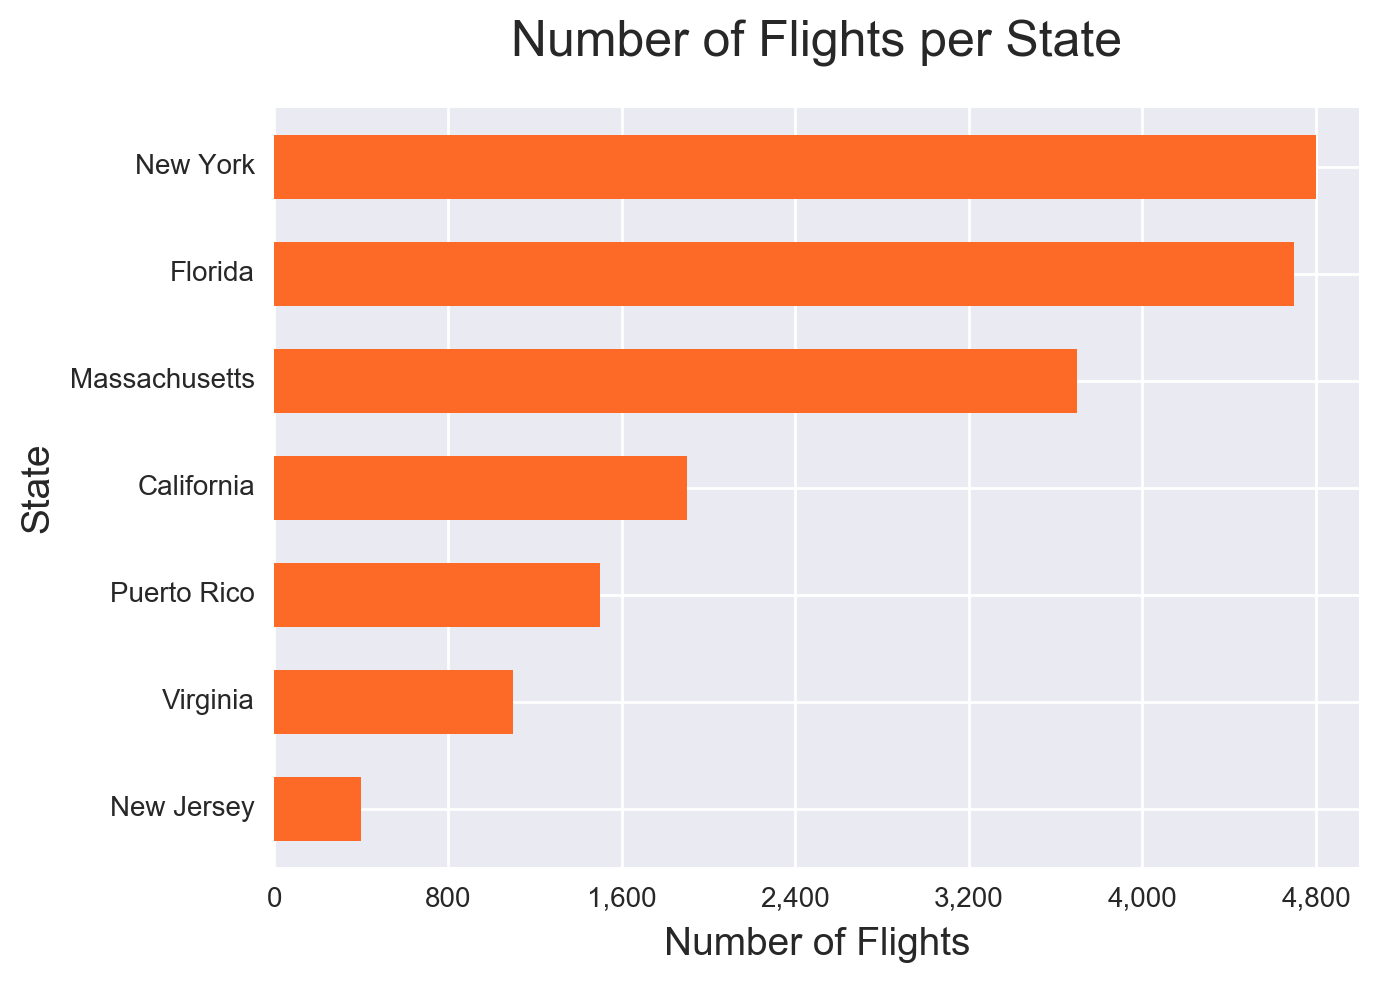 Number of Flights per State
New York
Florida
Massachusetts
California
Puerto Rico
Virginia
New Jersey
State
0 800 1,600 2,400 3,200 4,000 4,800
Number of Flights